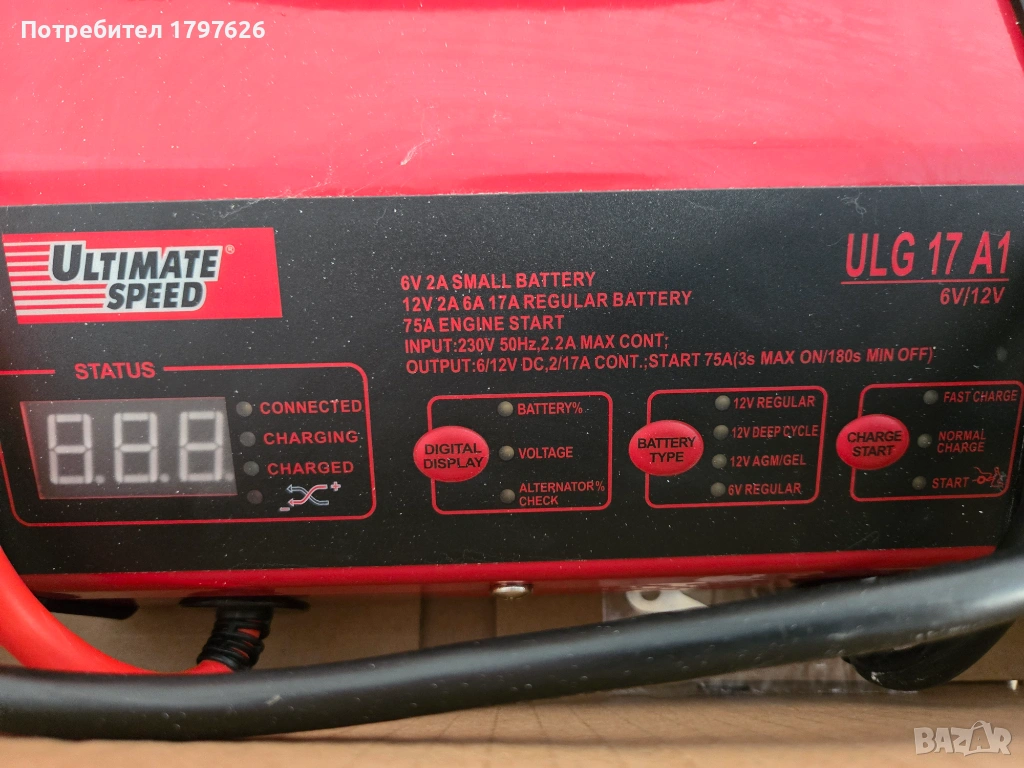 Потребител 1797626
ULTIMATE
SPEED®
6V 2A SMALL BATTERY
12V 2A 6A 17A REGULAR BATTERY
75A ENGINE START
INPUT:230V 50Hz,2.2A MAX CONT;
OUTPUT:6/12V DC,2/17A CONT.,START 75A(3s MAX ON/180s MIN OFF)
ULG 17 A1
6V/12V
STATUS
8.8.8
CONNECTED
CHARGING
CHARGED
- +
DIGITAL
DISPLAY
BATTERY%
VOLTAGE
ALTERNATOR%
CHECK
BATTERY
TYPE
12V REGULAR
12V DEEP CYCLE
12V AGM/GEL
6V REGULAR
CHARGE
START
FAST CHARGE
NORMAL
CHARGE
START
BAZAR